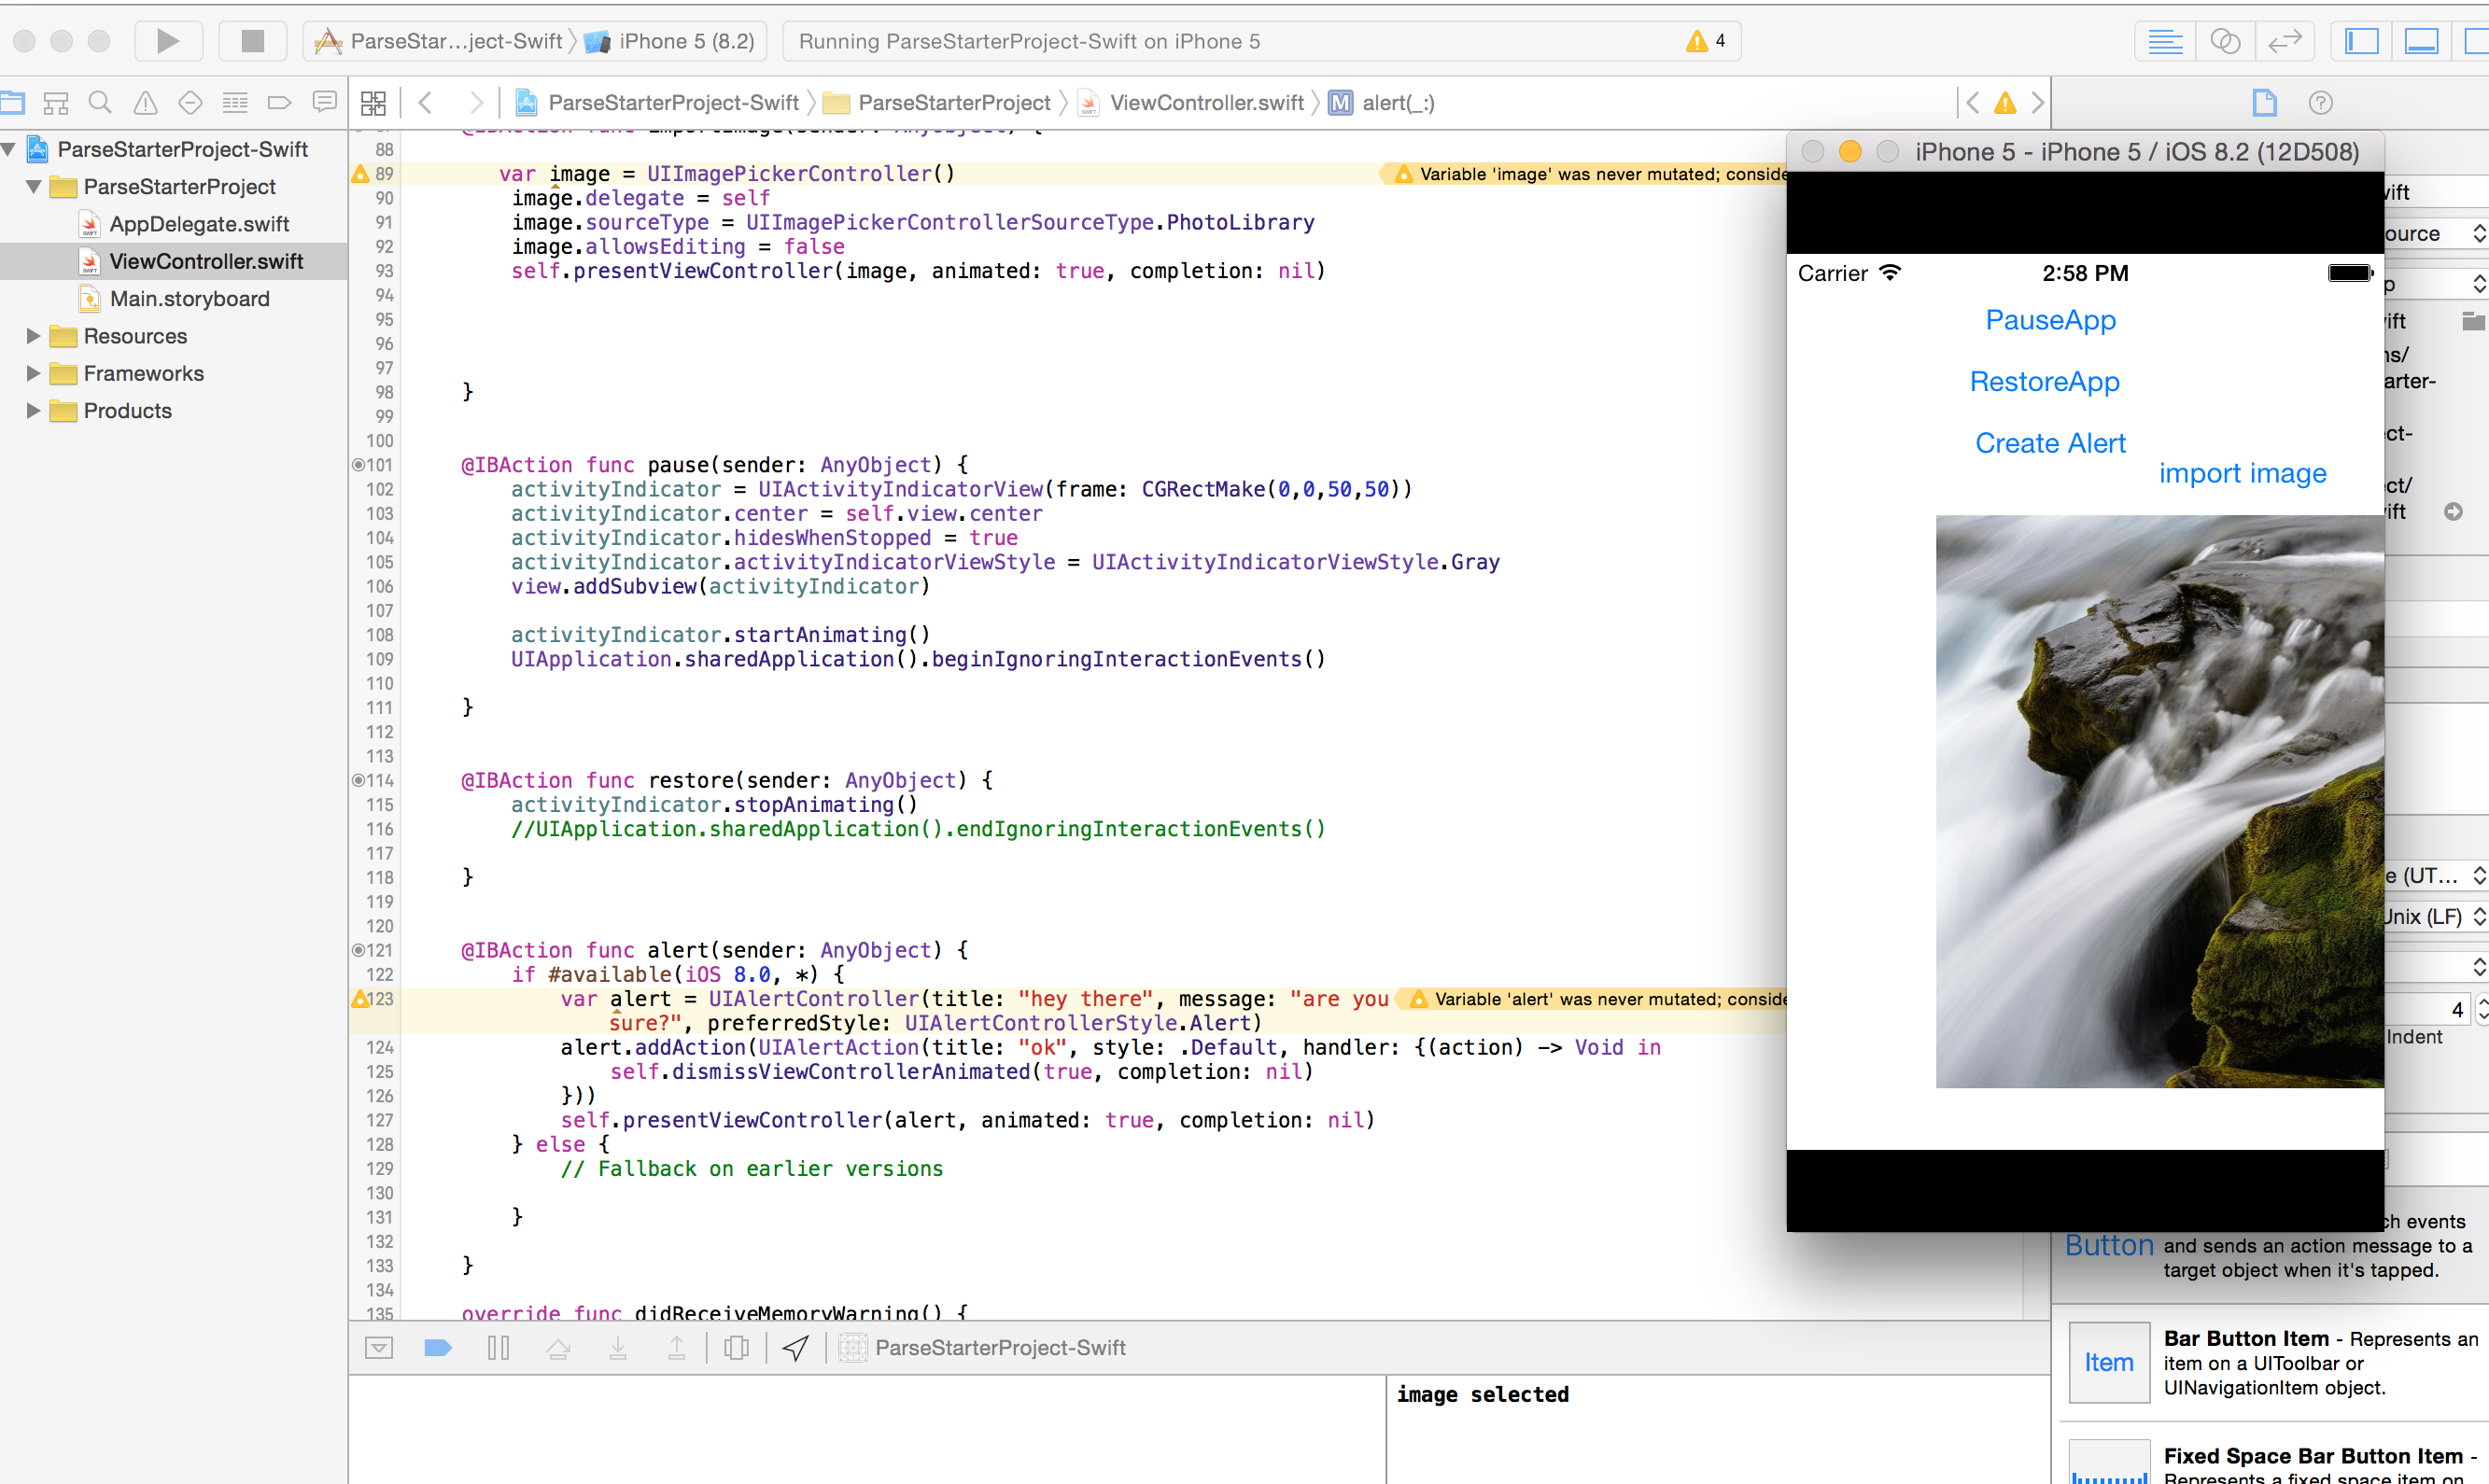 ParseStar...ject-Swift
iPhone 5 (8.2)
Running ParseStarterProject-Swift on iPhone 5
4
ParseStarterProject-Swift
ParseStarterProject
ViewController.swift
M
alert(_:)
ParseStarterProject-Swift
ParseStarterProject
AppDelegate.swift
ViewController.swift
Main.storyboard
Resources
Frameworks
Products
88
89 var image = UIImagePickerController()
Variable 'image' was never mutated; conside
90 image.delegate = self
91 image.sourceType = UIImagePickerControllerSourceType.PhotoLibrary
92 image.allowsEditing = false
93 self.presentViewController(image, animated: true, completion: nil)
94
95
96
97
98 }
99
100
101 @IBAction func pause(sender: AnyObject) {
102 activityIndicator = UIActivityIndicatorView(frame: CGRectMake(0,0,50,50))
103 activityIndicator.center = self.view.center
104 activityIndicator.hidesWhenStopped = true
105 activityIndicator.activityIndicatorViewStyle = UIActivityIndicatorViewStyle.Gray
106 view.addSubview(activityIndicator)
107
108 activityIndicator.startAnimating()
109 UIApplication.sharedApplication().beginIgnoringInteractionEvents()
110
111 }
112
113
114 @IBAction func restore(sender: AnyObject) {
115 activityIndicator.stopAnimating()
116 //UIApplication.sharedApplication().endIgnoringInteractionEvents()
117
118 }
119
120
121 @IBAction func alert(sender: AnyObject) {
122 if #available(iOS 8.0, *) {
123 var alert = UIAlertController(title: "hey there", message: "are you
Variable 'alert' was never mutated; conside
sure?", preferredStyle: UIAlertControllerStyle.Alert)
124 alert.addAction(UIAlertAction(title: "ok", style: .Default, handler: {(action) -> Void in
125 self.dismissViewControllerAnimated(true, completion: nil)
126 }))
127 self.presentViewController(alert, animated: true, completion: nil)
128 } else {
129 // Fallback on earlier versions
130
131 }
132
133 }
134
135 override func didReceiveMemoryWarning() {
ParseStarterProject-Swift
image selected
iPhone 5 - iPhone 5 / iOS 8.2 (12D508)
Carrier
2:58 PM
PauseApp
RestoreApp
Create Alert
import image
ource
arter-
ect-
ect/
e (UT...
Unix (LF)
4
Indent
ch events
Button
and sends an action message to a
target object when it's tapped.
Item
Bar Button Item - Represents an
item on a UIToolbar or
UINavigationItem object.
Fixed Space Bar Button Item -
Represents a fixed space item on